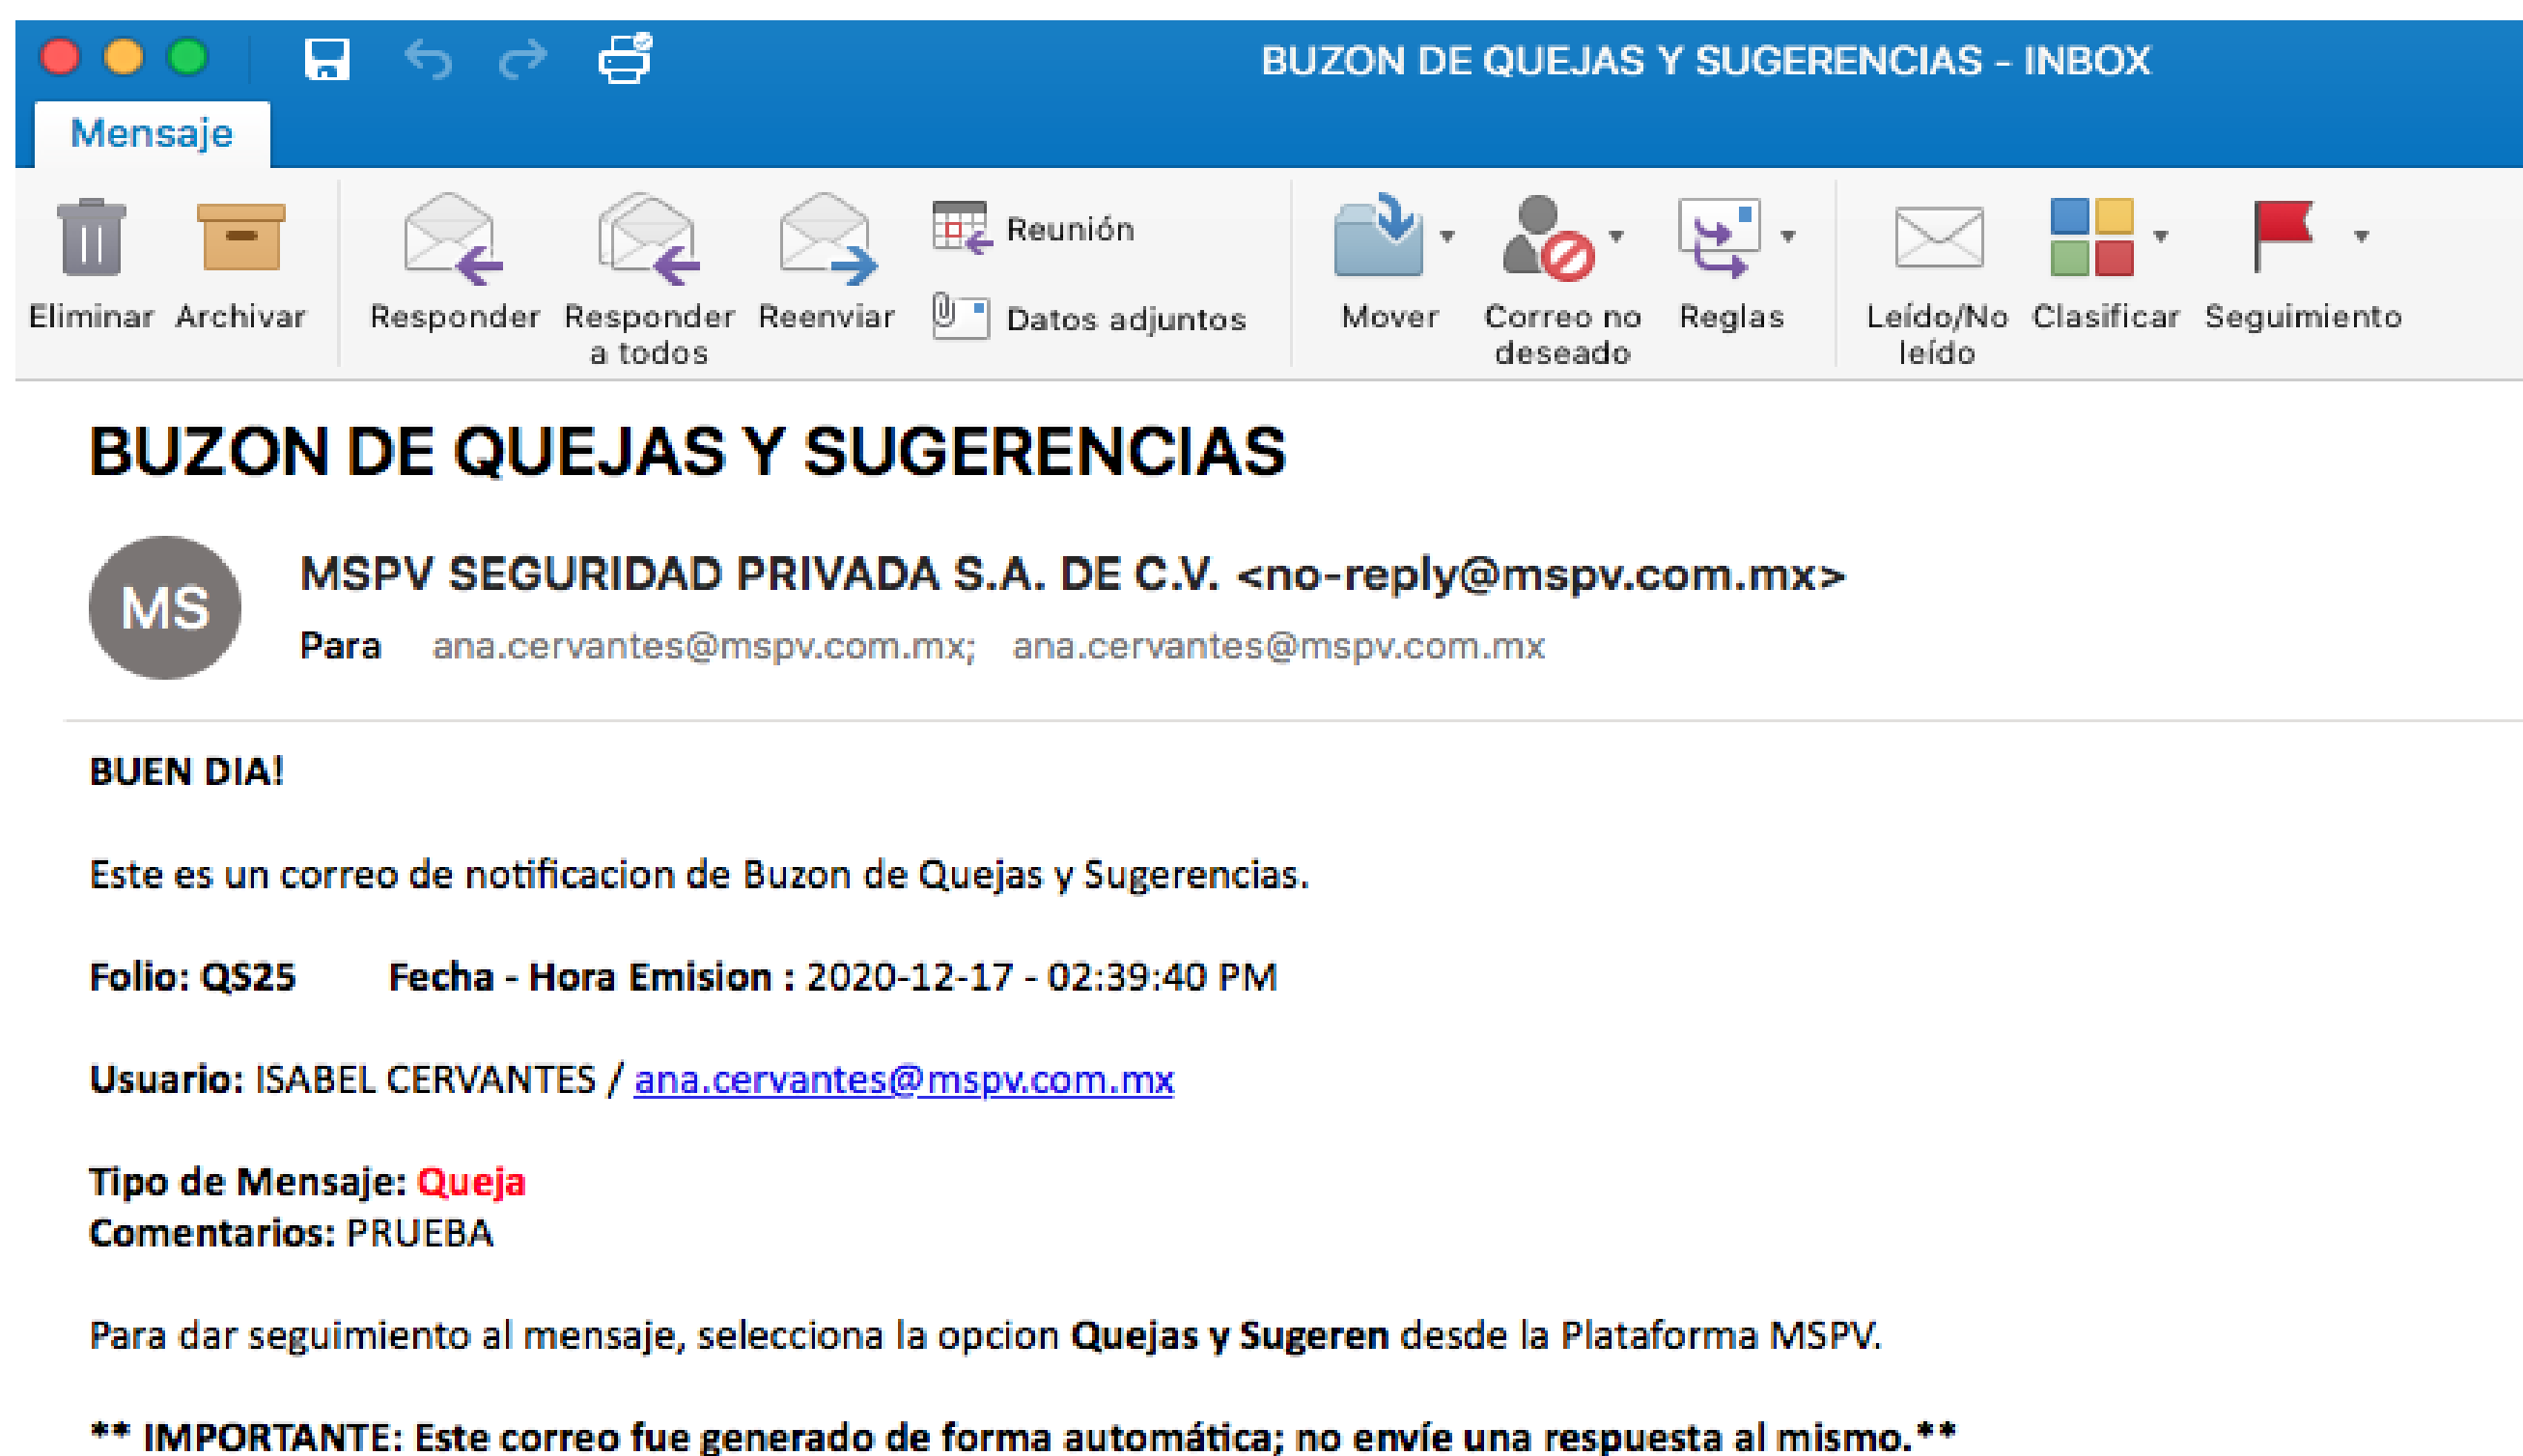 BUZON DE QUEJAS Y SUGERENCIAS - INBOX
Mensaje
Eliminar Archivar Responder Responder a todos Reenviar Reunión Datos adjuntos Mover Correo no deseado Reglas Leído/No leído Clasificar Seguimiento
BUZON DE QUEJAS Y SUGERENCIAS
MS
MSPV SEGURIDAD PRIVADA S.A. DE C.V. <no-reply@mspv.com.mx>
Para ana.cervantes@mspv.com.mx; ana.cervantes@mspv.com.mx
BUEN DIA!
Este es un correo de notificacion de Buzon de Quejas y Sugerencias.
Folio: QS25 Fecha - Hora Emision : 2020-12-17 - 02:39:40 PM
Usuario: ISABEL CERVANTES / ana.cervantes@mspv.com.mx
Tipo de Mensaje: Queja
Comentarios: PRUEBA
Para dar seguimiento al mensaje, selecciona la opcion Quejas y Sugeren desde la Plataforma MSPV.
** IMPORTANTE: Este correo fue generado de forma automática; no envíe una respuesta al mismo.**